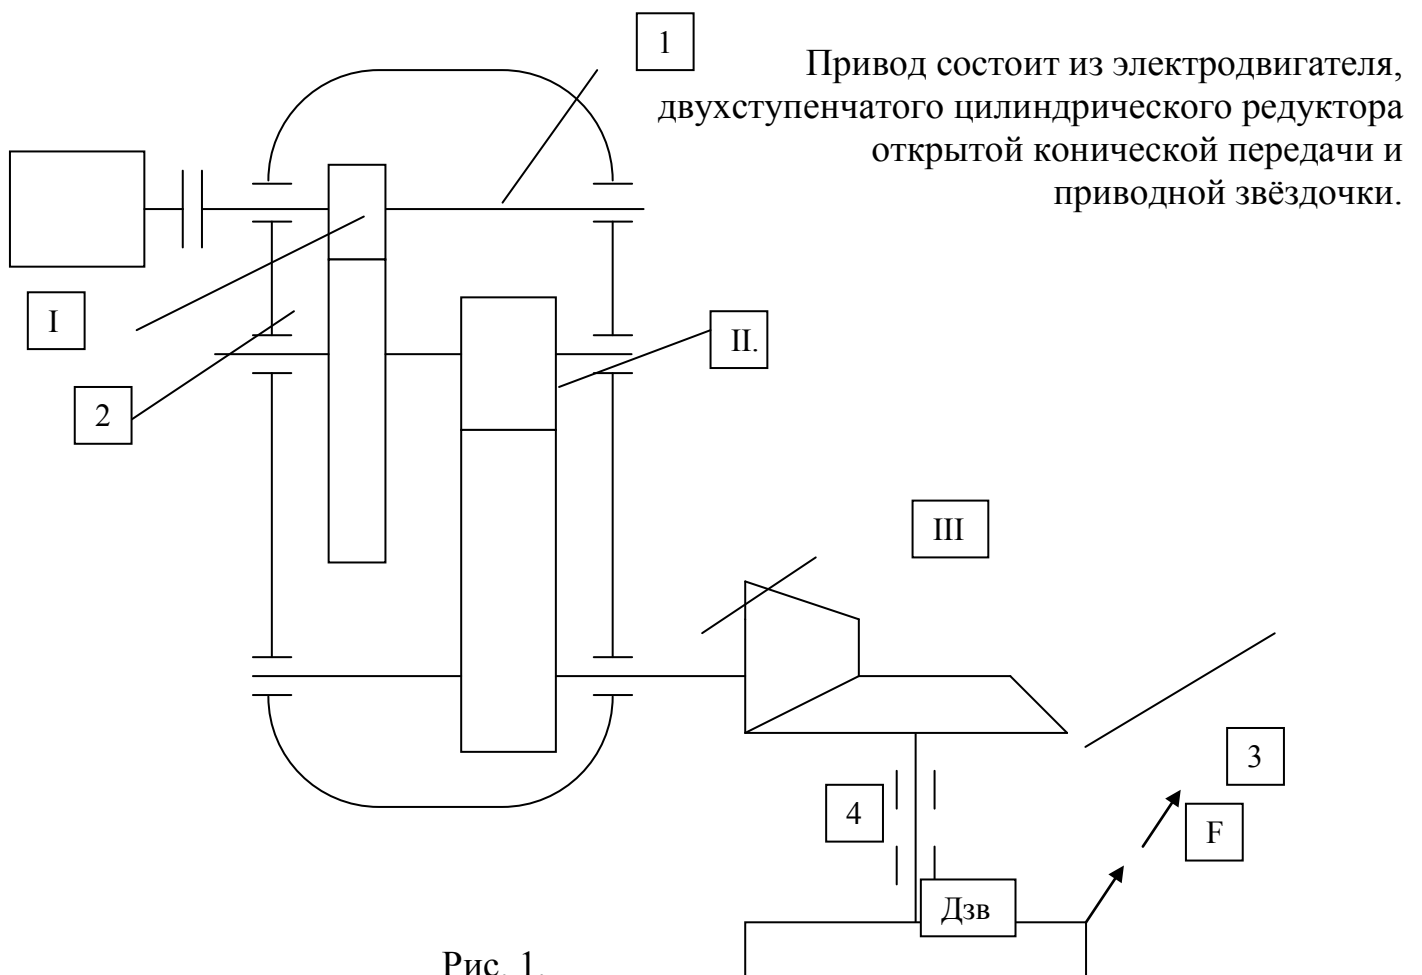 1
Привод состоит из электродвигателя,
двухступенчатого цилиндрического редуктора
открытой конической передачи и
приводной звёздочки.
I
II.
2
III
3
4
F
Дзв
Рис. 1.